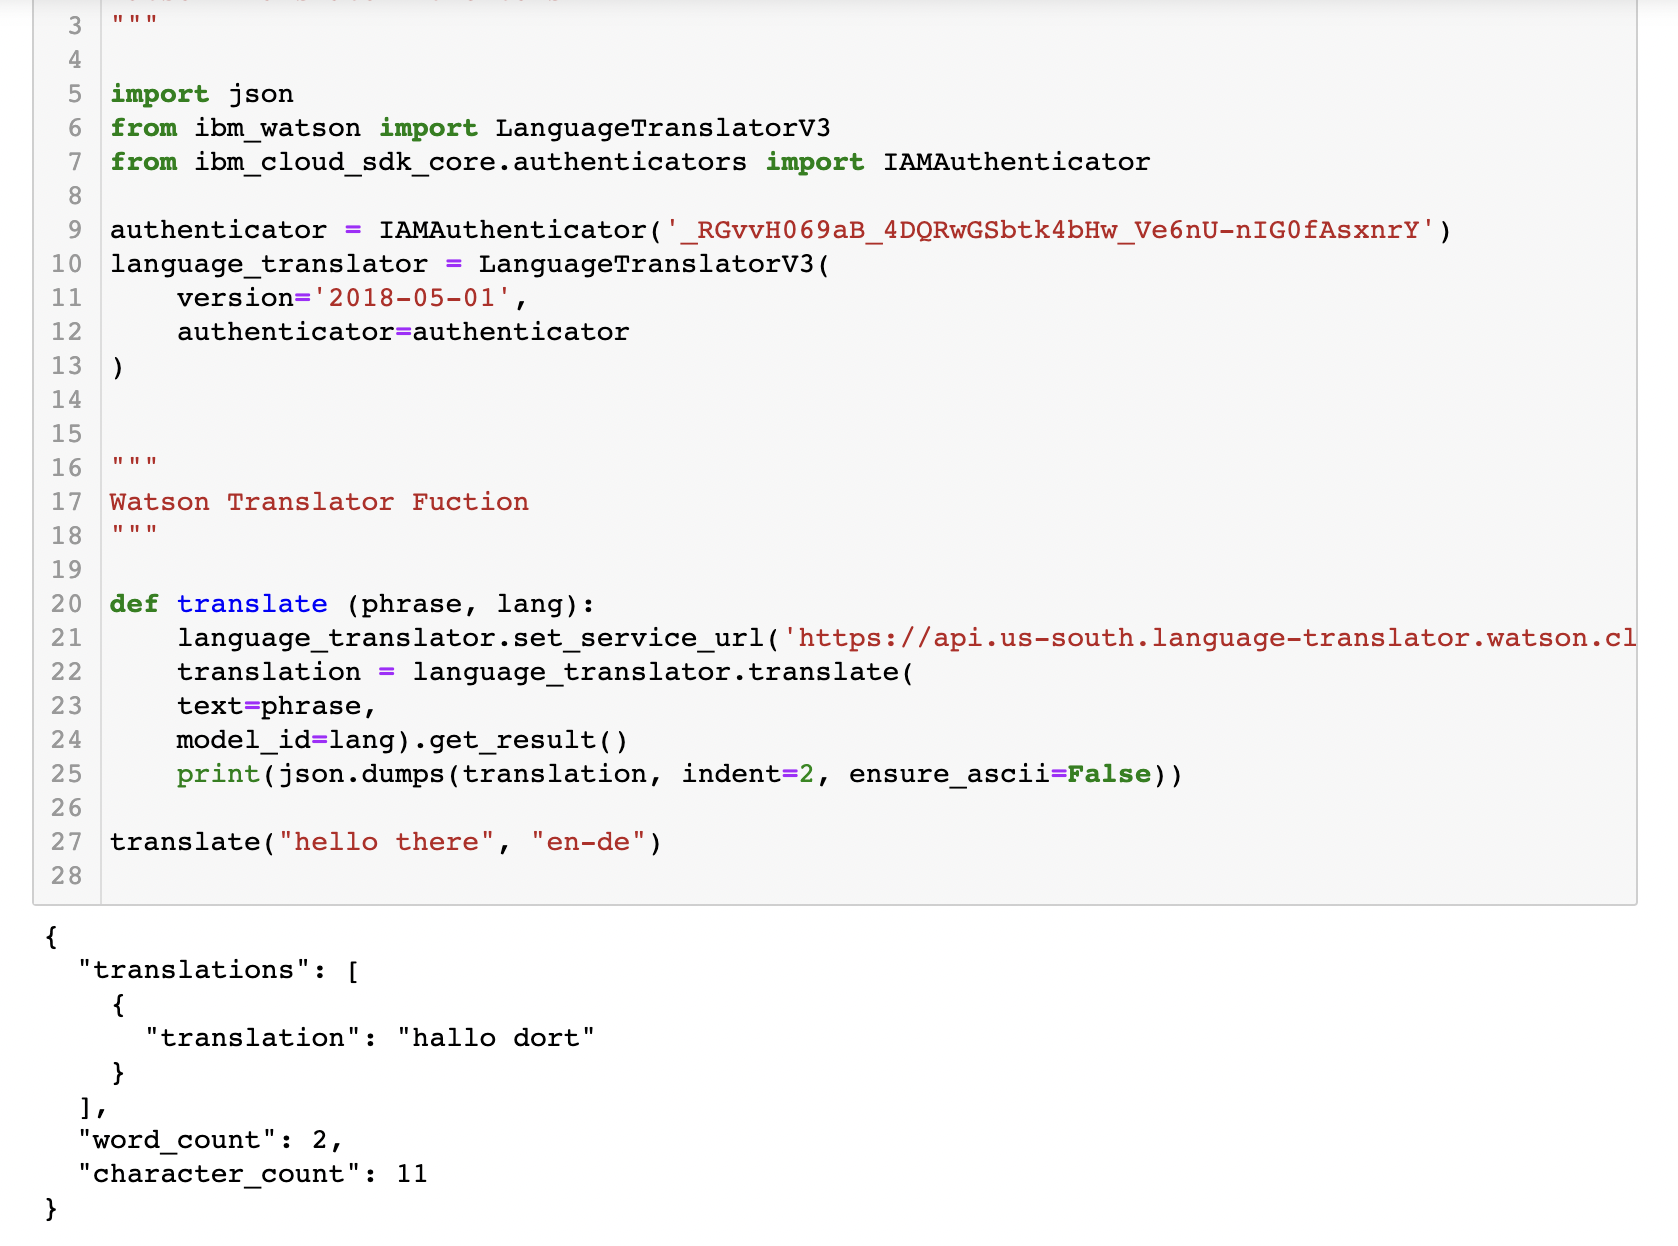 3 """
4
5 import json
6 from ibm_watson import LanguageTranslatorV3
7 from ibm_cloud_sdk_core.authenticators import IAMAuthenticator
8
9 authenticator = IAMAuthenticator('_RGvvH069aB_4DQRwGSbtk4bHw_Ve6nU-nIG0fAsxnrY')
10 language_translator = LanguageTranslatorV3(
11     version='2018-05-01',
12     authenticator=authenticator
13 )
14
15
16 """
17 Watson Translator Fuction
18 """
19
20 def translate (phrase, lang):
21     language_translator.set_service_url('https://api.us-south.language-translator.watson.cl
22     translation = language_translator.translate(
23     text=phrase,
24     model_id=lang).get_result()
25     print(json.dumps(translation, indent=2, ensure_ascii=False))
26
27 translate("hello there", "en-de")
28
{
  "translations": [
    {
      "translation": "hallo dort"
    }
  ],
  "word_count": 2,
  "character_count": 11
}